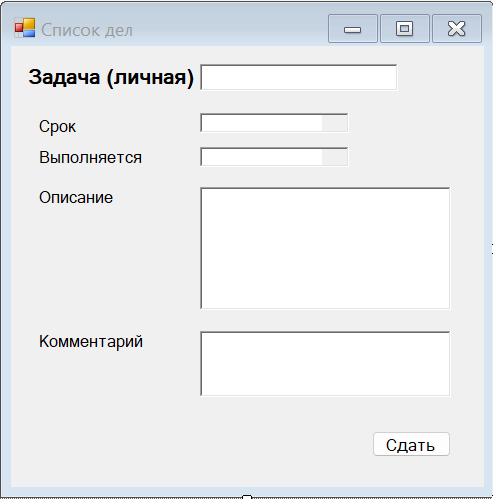 Список дел
Задача (личная)
Срок
Выполняется
Описание
Комментарий
Сдать